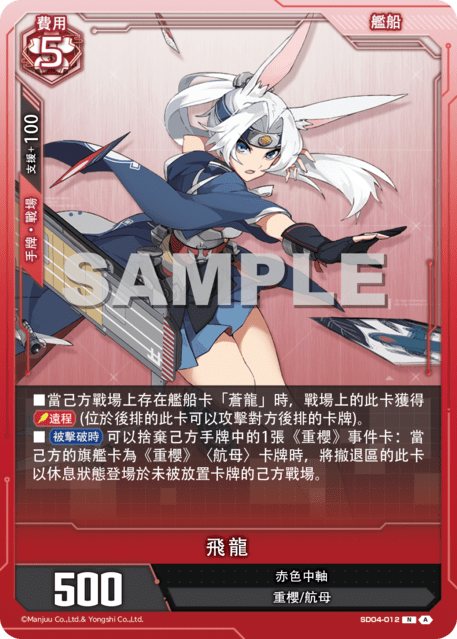 費用
5
艦船
支援+ 100
手牌・戰場
SAMPLE
■當己方戰場上存在艦船卡「蒼龍」時,戰場上的此卡獲得
遠程 (位於後排的此卡可以攻擊對方後排的卡牌)。
■ 被擊破時 可以捨棄己方手牌中的1張《重櫻》事件卡:當
己方的旗艦卡為《重櫻》〈航母〉卡牌時,將撤退區的此卡
以休息狀態登場於未被放置卡牌的己方戰場。
飛龍
500
赤色中軸
重櫻/航母
©Manjuu Co.,Ltd.& Yongshi Co.,Ltd.
SD04-012 N A